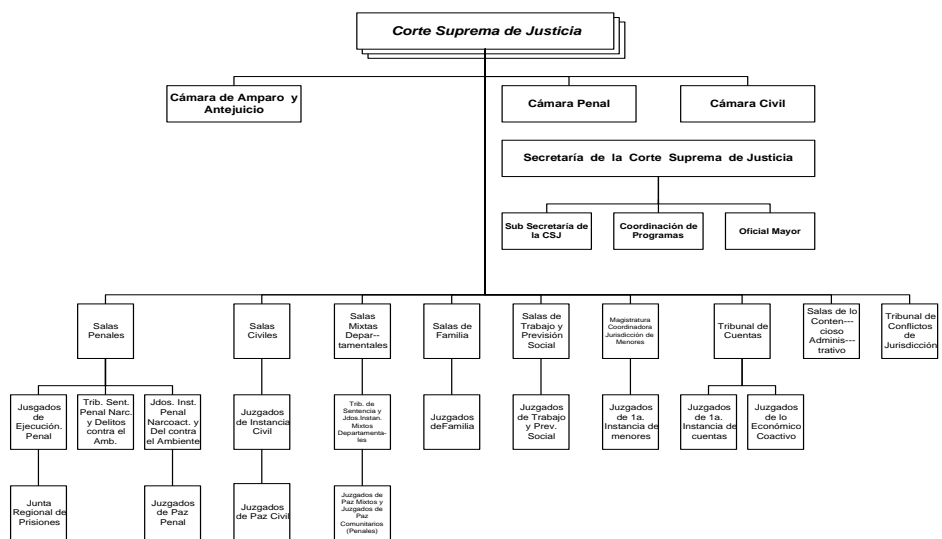 Corte Suprema de Justicia
Cámara de Amparo y
Antejuicio
Cámara Penal
Cámara Civil
Secretaría de la Corte Suprema de Justicia
Sub Secretaría de
la CSJ
Coordinación de
Programas
Oficial Mayor
Salas
Penales
Salas
Civiles
Salas
Mixtas
Depar--
tamentales
Salas de
Familia
Salas de
Trabajo y
Previsión
Social
Magistratura
Coordinadora
Jurisdicción de
Menores
Tribunal de
Cuentas
Salas de lo
Conten---
cioso
Adminis---
trativo
Tribunal de
Conflictos
de
Jurisdicción
Jusgados
de
Ejecución.
Penal
Trib. Sent.
Penal Narc.
y Delitos
contra el
Amb.
Jdos. Inst.
Penal
Narcoact. y
Del contra
el Ambiente
Juzgados
de Instancia
Civil
Trib. de
Sentencia y
Jdos.Instan.
Mixtos
Departamenta-
les
Juzgados
deFamilia
Juzgados
de Trabajo
y Prev.
Social
Juzgados
de 1a.
Instancia de
menores
Juzgados
de 1a.
Instancia de
cuentas
Juzgados
de lo
Económico
Coactivo
Junta
Regional de
Prisiones
Juzgados
de Paz
Penal
Juzgados
de Paz Civil
Juzgados de
Paz Mixtos y
Juzgados de
Paz
Comunitarios
(Penales)